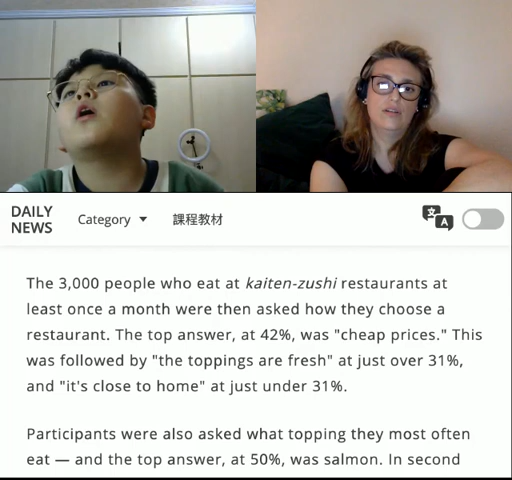 DAILY
NEWS
Category
課程教材
文
A
The 3,000 people who eat at kaiten-zushi restaurants at
least once a month were then asked how they choose a
restaurant. The top answer, at 42%, was "cheap prices." This
was followed by "the toppings are fresh" at just over 31%,
and "it's close to home" at just under 31%.
Participants were also asked what topping they most often
eat — and the top answer, at 50%, was salmon. In second